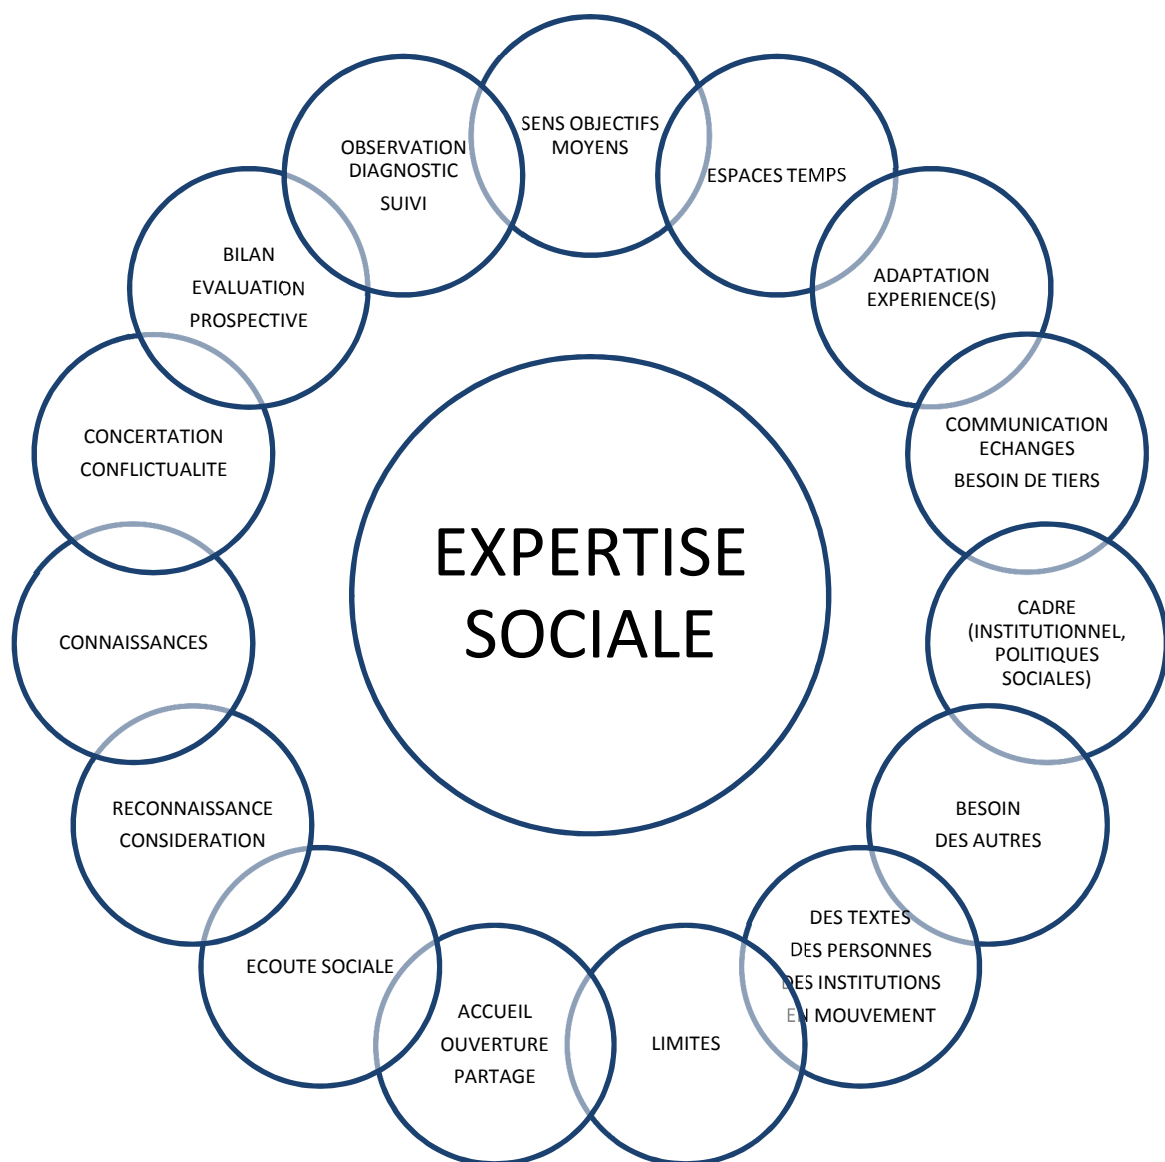 SENS OBJECTIFS
MOYENS
ESPACES TEMPS
ADAPTATION
EXPERIENCE(S)
COMMUNICATION
ECHANGES
BESOIN DE TIERS
CADRE
(INSTITUTIONNEL,
POLITIQUES
SOCIALES)
BESOIN
DES AUTRES
DES TEXTES
DES PERSONNES
DES INSTITUTIONS
EN MOUVEMENT
LIMITES
ACCUEIL
OUVERTURE
PARTAGE
ECOUTE SOCIALE
RECONNAISSANCE
CONSIDERATION
CONNAISSANCES
CONCERTATION
CONFLICTUALITE
BILAN
EVALUATION
PROSPECTIVE
OBSERVATION
DIAGNOSTIC
SUIVI
EXPERTISE
SOCIALE